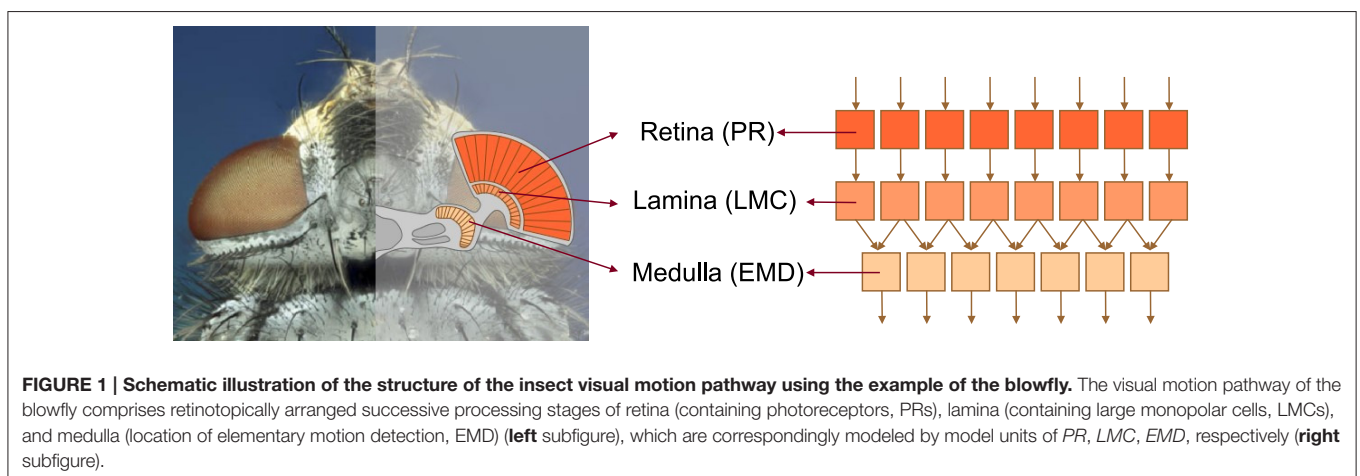 Retina (PR)
Lamina (LMC)
Medulla (EMD)
FIGURE 1 | Schematic illustration of the structure of the insect visual motion pathway using the example of the blowfly. The visual motion pathway of the
blowfly comprises retinotopically arranged successive processing stages of retina (containing photoreceptors, PRs), lamina (containing large monopolar cells, LMCs),
and medulla (location of elementary motion detection, EMD) (left subfigure), which are correspondingly modeled by model units of PR, LMC, EMD, respectively (right
subfigure).